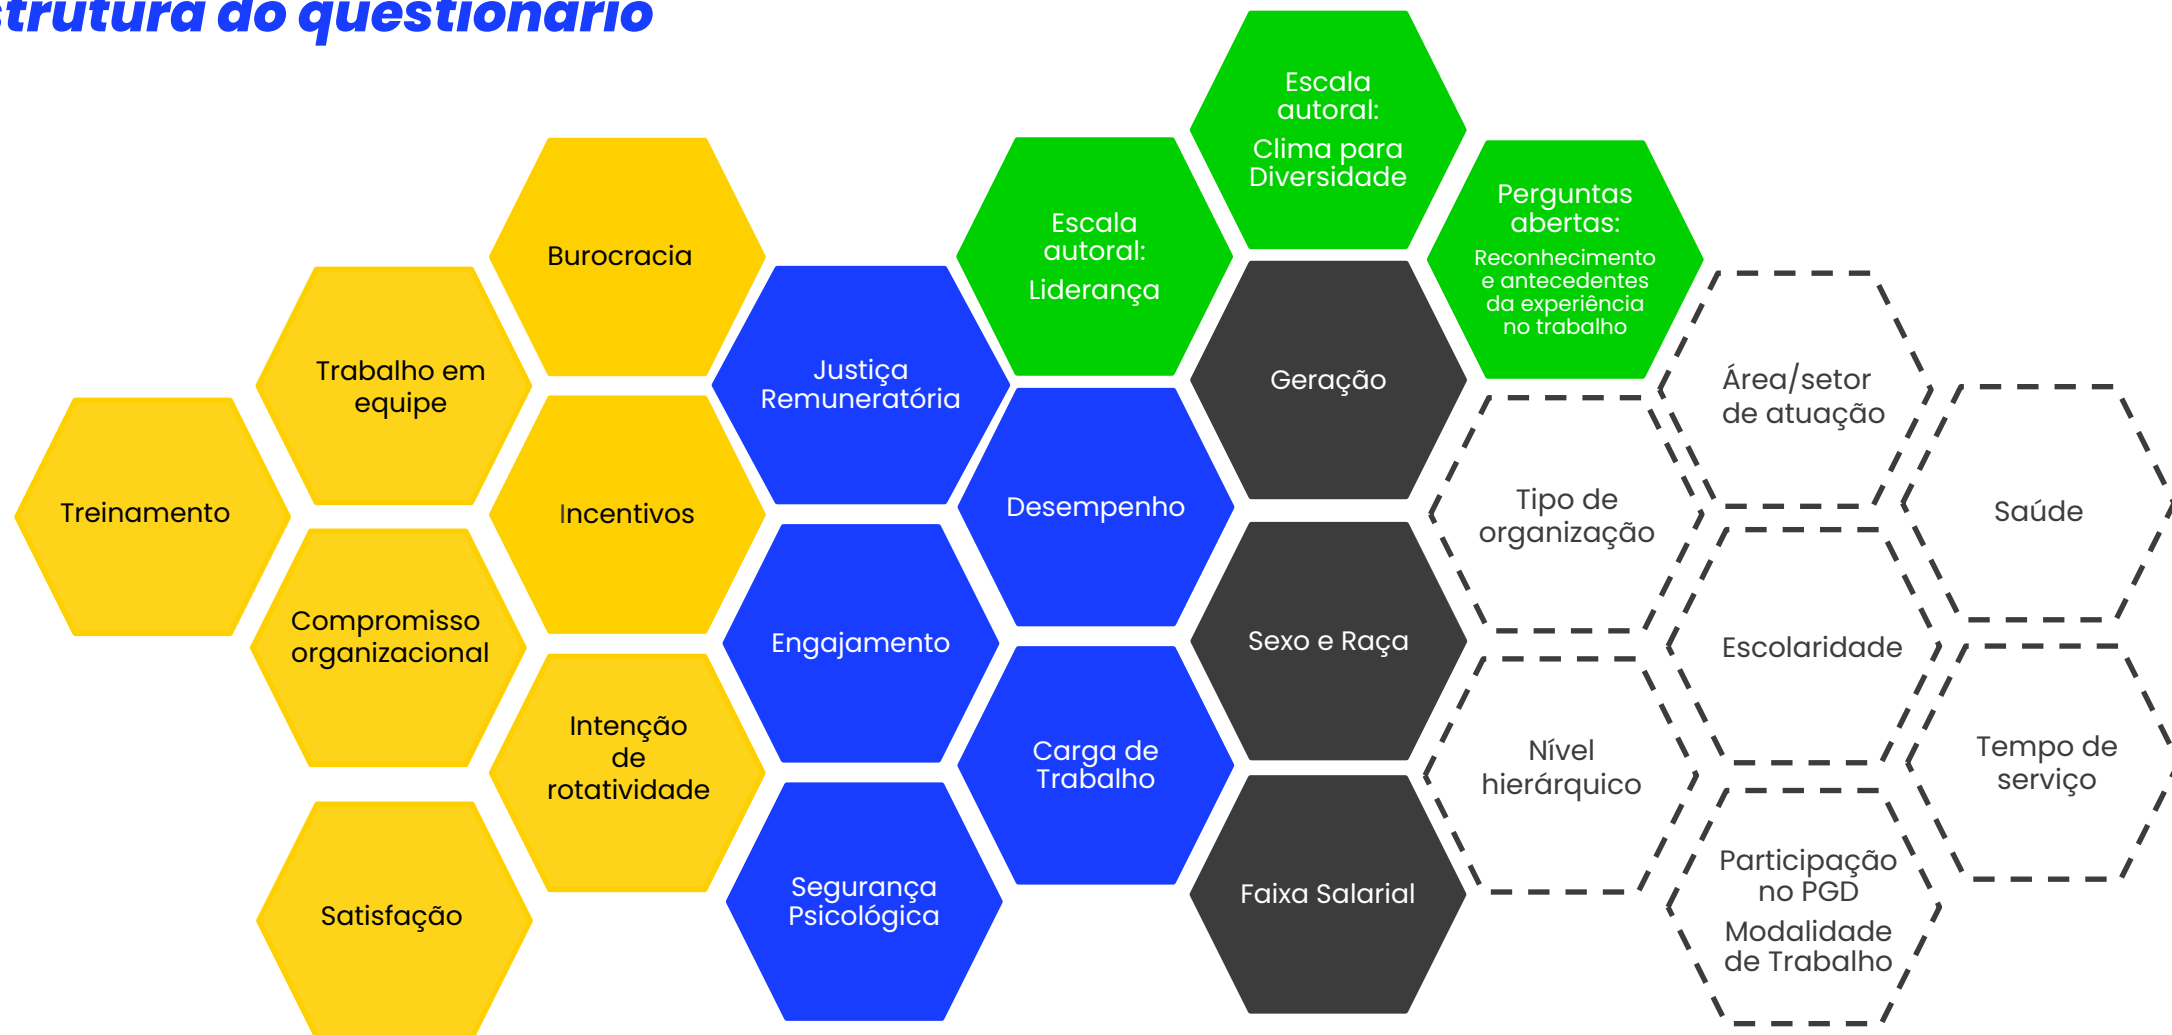 strutura do questionário
Escala
autoral:
Clima para
Diversidade
Escala
autoral:
Liderança
Perguntas
abertas:
Reconhecimento
e antecedentes
da experiência
no trabalho
Burocracia
Trabalho em
equipe
Justiça
Remuneratória
Geração
Área/setor
de atuação
Treinamento
Incentivos
Desempenho
Tipo de
organização
Saúde
Compromisso
organizacional
Engajamento
Sexo e Raça
Escolaridade
Intenção
de
rotatividade
Carga de
Trabalho
Nível
hierárquico
Tempo de
serviço
Satisfação
Segurança
Psicológica
Faixa Salarial
Participação
no PGD
Modalidade
de Trabalho